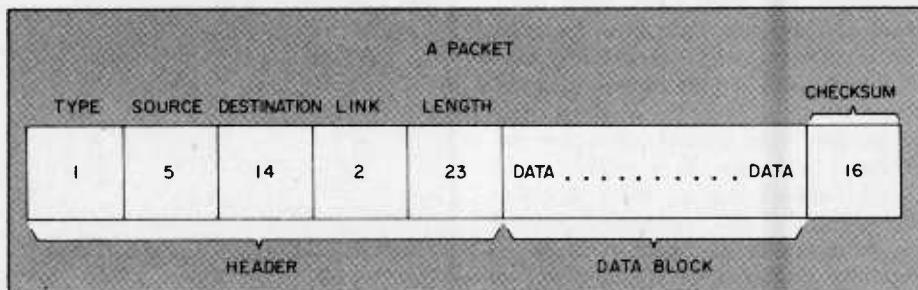 A PACKET
CHECKSUM
TYPE SOURCE DESTINATION LINK LENGTH
1 5 14 2 23 DATA . . . . . . . . . . DATA 16
HEADER DATA BLOCK